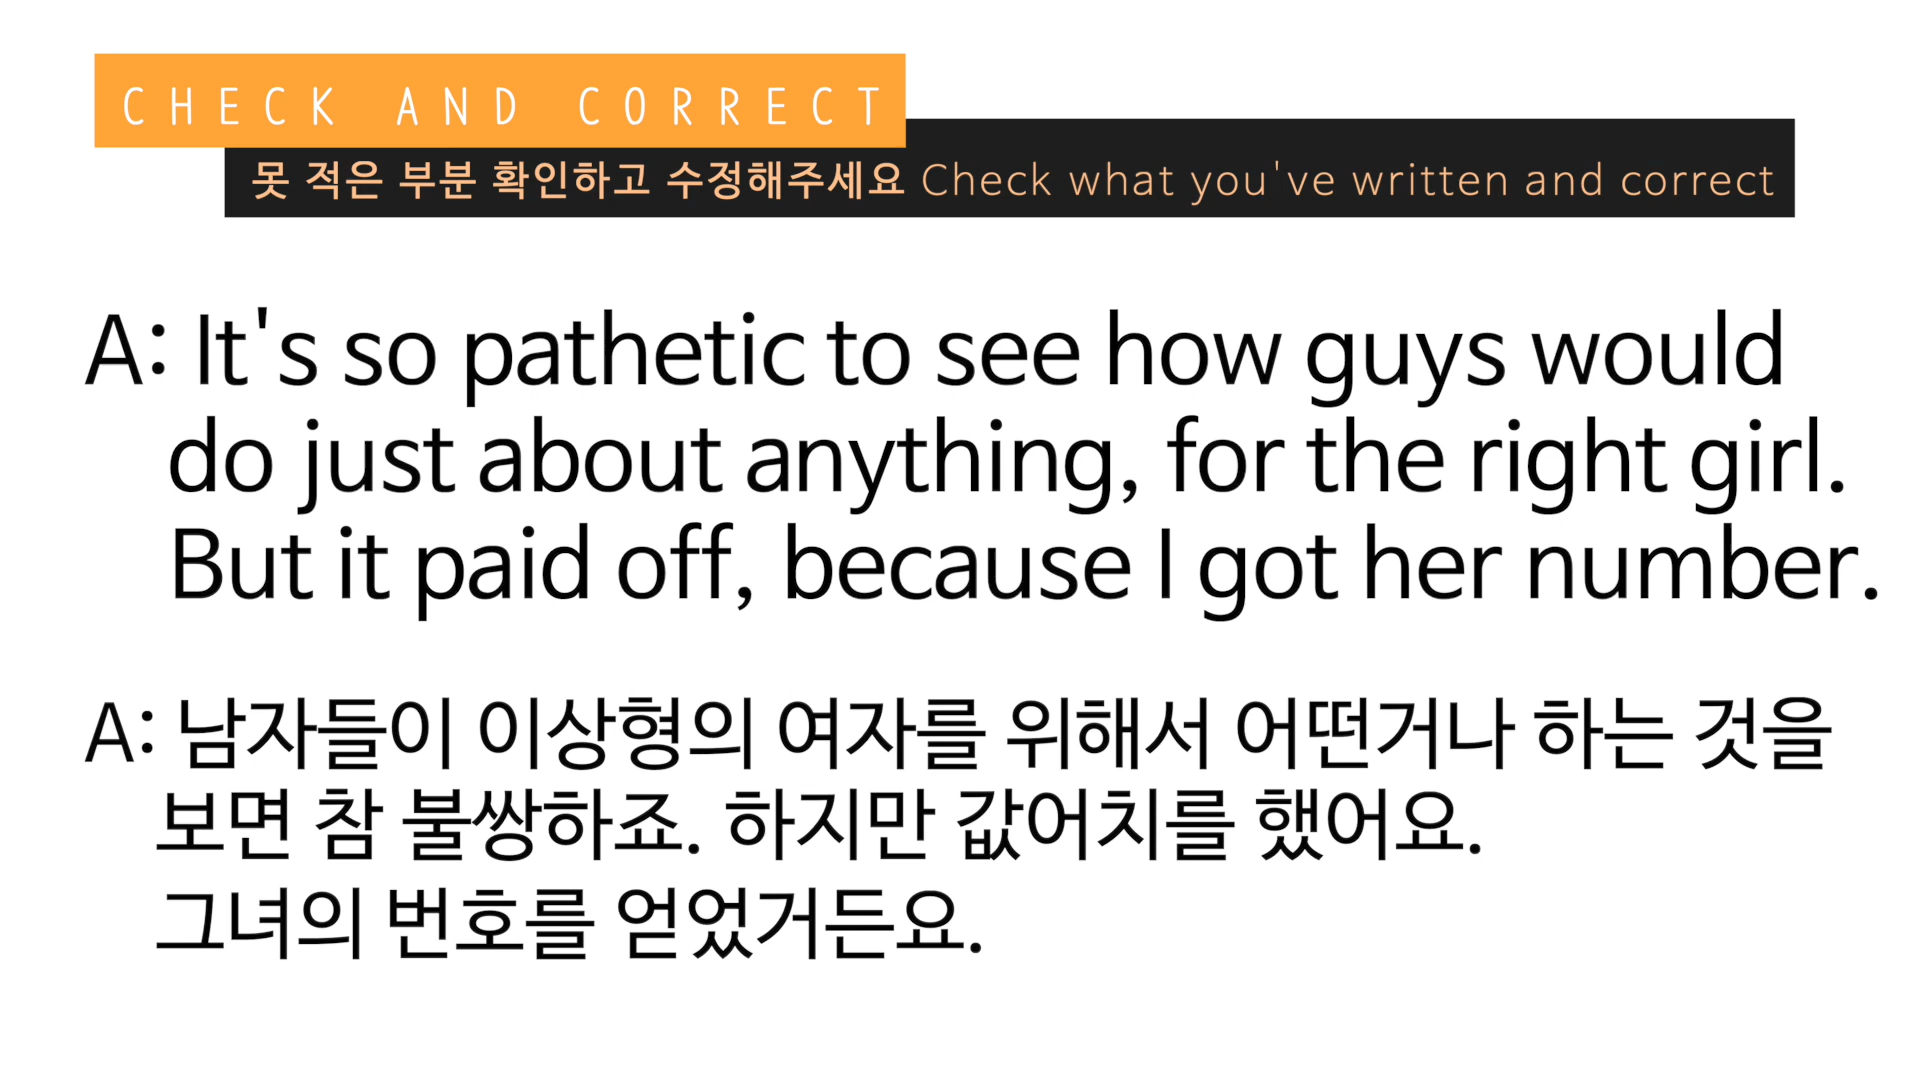 CHECK AND CORRECT
못 적은 부분 확인하고 수정해주세요 Check what you've written and correct
A: It's so pathetic to see how guys would
do just about anything, for the right girl.
But it paid off, because I got her number.
A: 남자들이 이상형의 여자를 위해서 어떤거나 하는 것을
보면 참 불쌍하죠. 하지만 값어치를 했어요.
그녀의 번호를 얻었거든요.